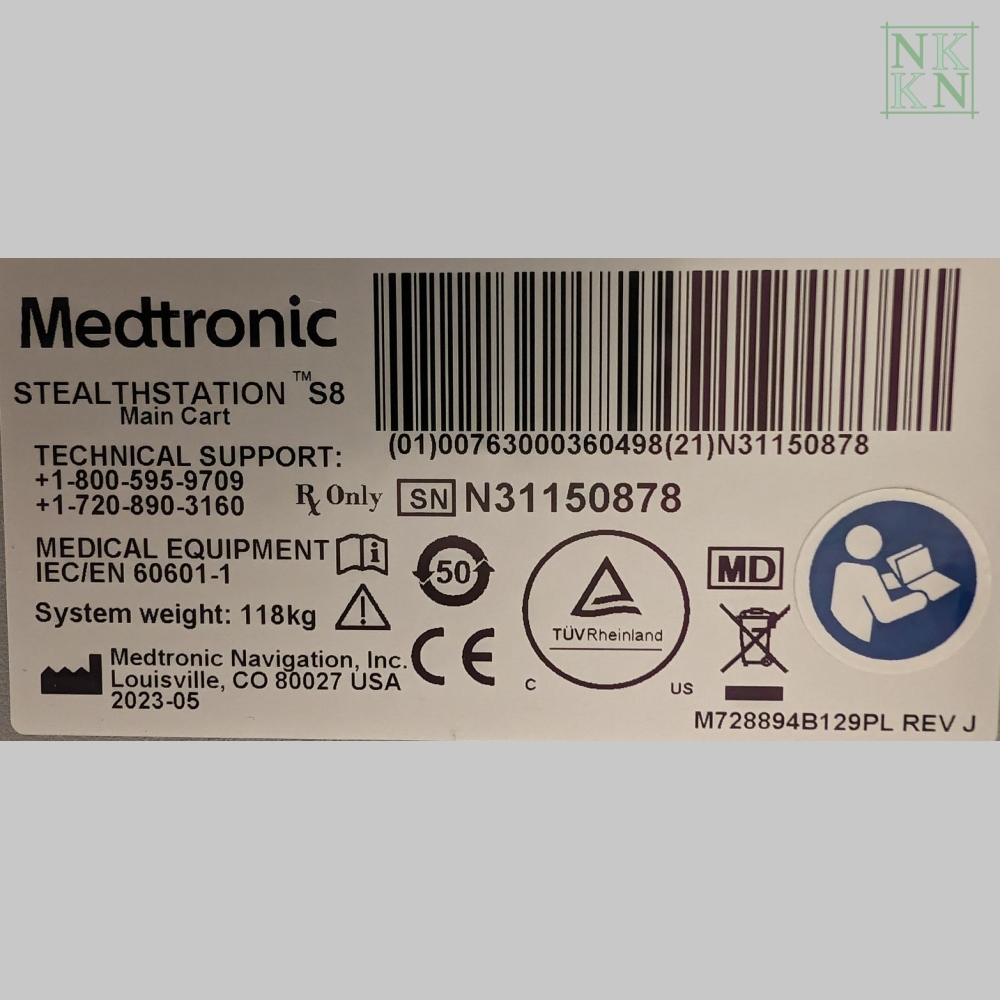 NK
KN
Medtronic
STEALTHSTATION ™S8
Main Cart
(01)00763000360498(21)N31150878
TECHNICAL SUPPORT:
+1-800-595-9709
+1-720-890-3160
Rx Only
SN N31150878
MEDICAL EQUIPMENT
IEC/EN 60601-1
50
System weight: 118kg
TÜVRheinland
C US
MD
CE
Medtronic Navigation, Inc.
Louisville, CO 80027 USA
2023-05
M728894B129PL REV J